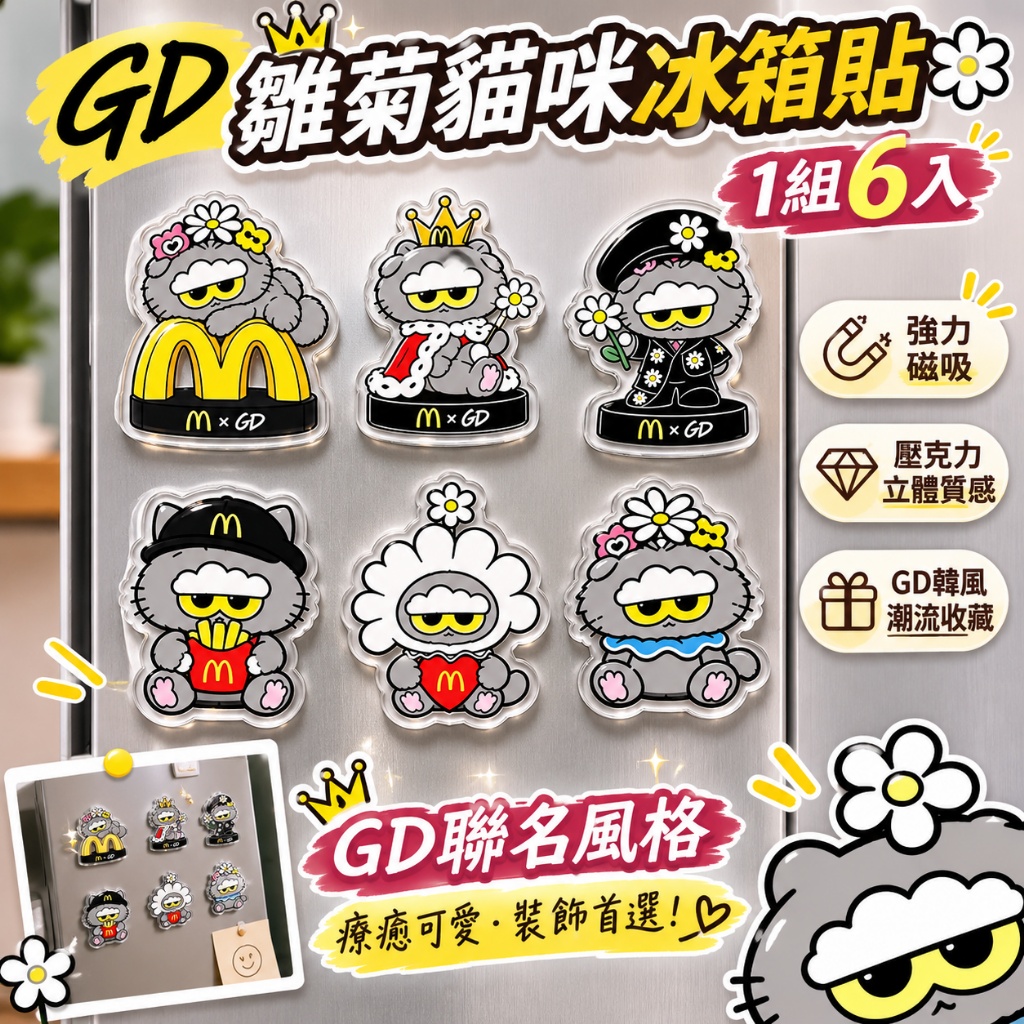 GD 雛菊貓咪冰箱貼
1組6入
M × GD
M × GD
M × GD
M
M
M
強力
磁吸
壓克力
立體質感
GD韓風
潮流收藏
GD聯名風格
療癒可愛·裝飾首選!